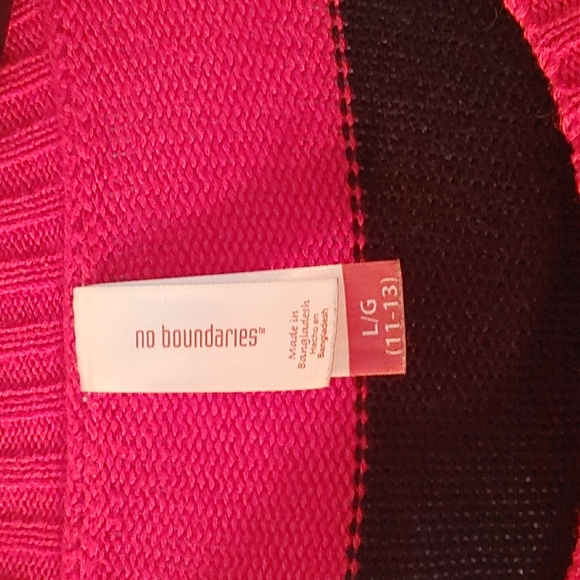 no boundaries
Made in
Bangladesh
Hecho en
Bangladesh
L/G
(11-13)